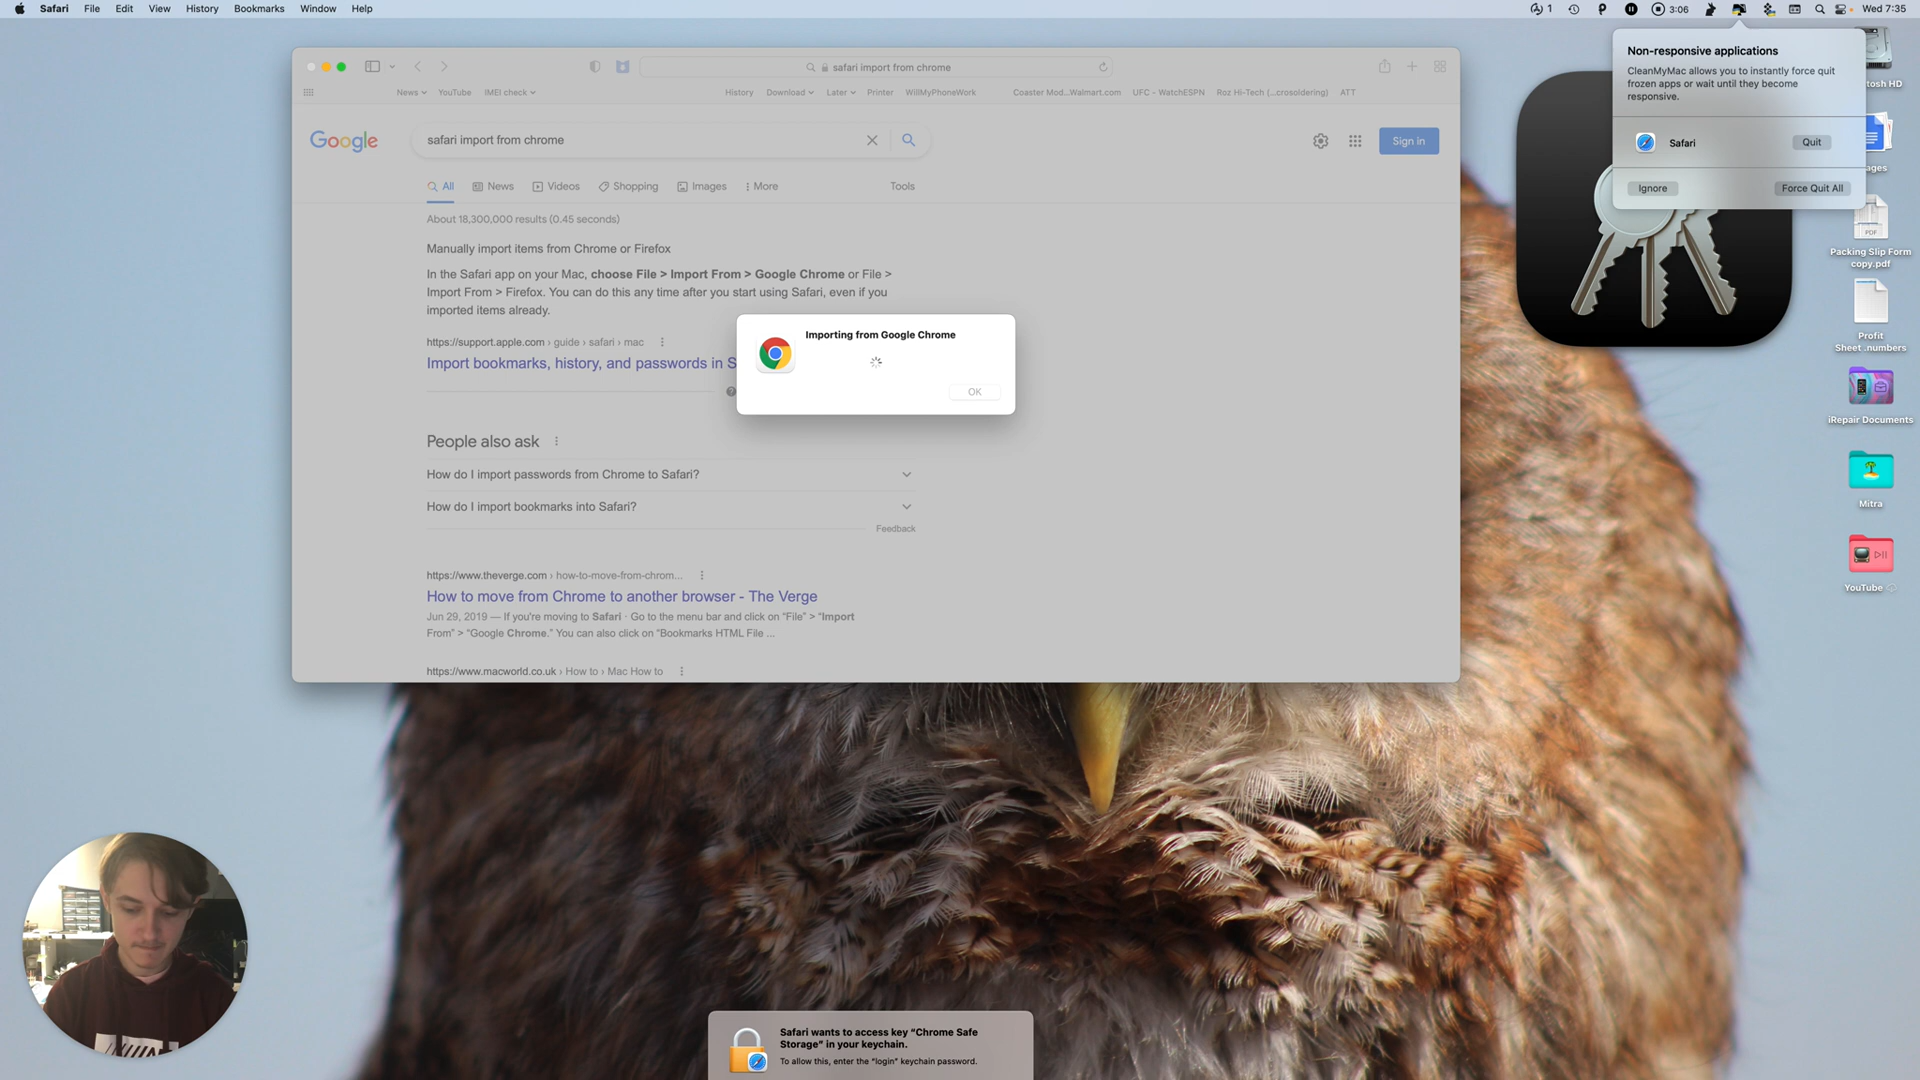 Safari File Edit View History Bookmarks Window Help
1 3:06 Wed 7:35
safari import from chrome
News YouTube IMEI check History Download Later Printer WillMyPhoneWork Coaster Mod...Walmart.com UFC - WatchESPN Roz Hi-Tech (...crosoldering) ATT
Google safari import from chrome Sign in
All News Videos Shopping Images More Tools
About 18,300,000 results (0.45 seconds)
Manually import items from Chrome or Firefox
In the Safari app on your Mac, choose File > Import From > Google Chrome or File >
Import From > Firefox. You can do this any time after you start using Safari, even if you
imported items already.
https://support.apple.com › guide › safari › mac
Import bookmarks, history, and passwords in S
People also ask
How do I import passwords from Chrome to Safari?
How do I import bookmarks into Safari?
Feedback
https://www.theverge.com › how-to-move-from-chrom...
How to move from Chrome to another browser - The Verge
Jun 29, 2019 — If you're moving to Safari · Go to the menu bar and click on "File" > "Import
From" > "Google Chrome." You can also click on "Bookmarks HTML File ...
https://www.macworld.co.uk › How to › Mac How to
Importing from Google Chrome
OK
Non-responsive applications
CleanMyMac allows you to instantly force quit
frozen apps or wait until they become
responsive.
Safari Quit
Ignore Force Quit All
tosh HD
ages
PDF
Packing Slip Form
copy.pdf
Profit
Sheet .numbers
iRepair Documents
Mitra
YouTube
Safari wants to access key "Chrome Safe
Storage" in your keychain.
To allow this, enter the "login" keychain password.